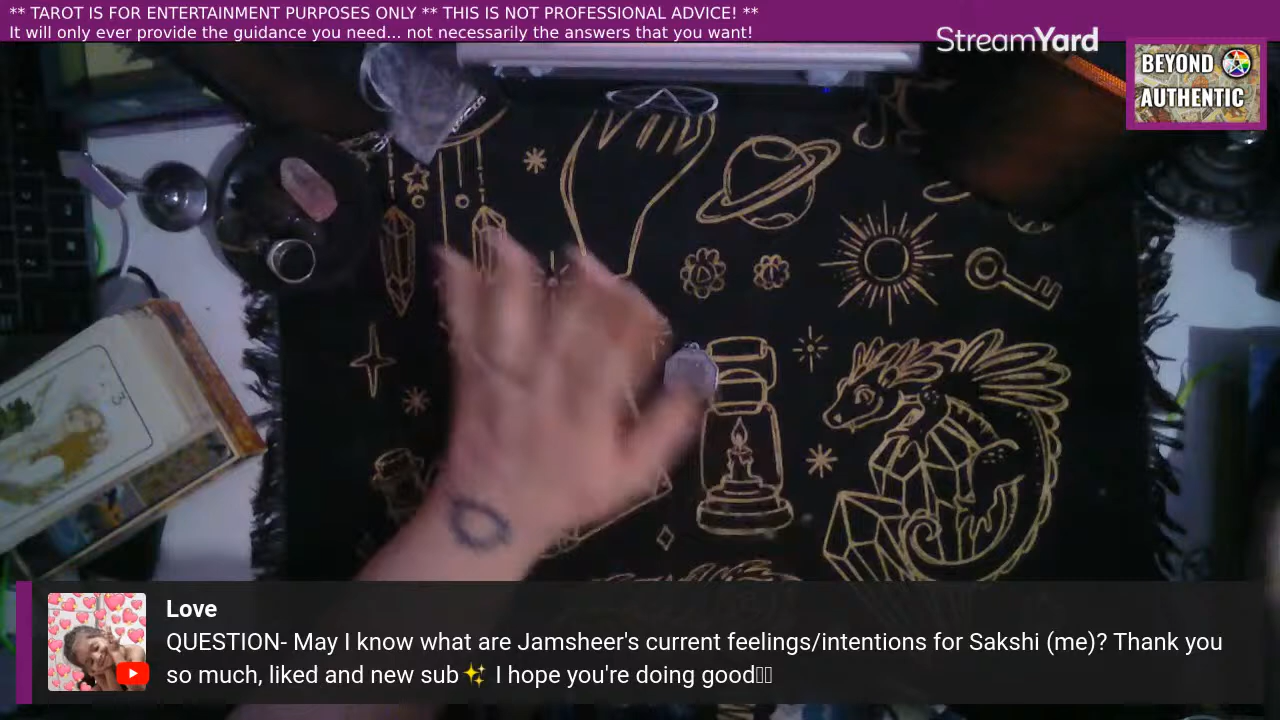 ** TAROT IS FOR ENTERTAINMENT PURPOSES ONLY ** THIS IS NOT PROFESSIONAL ADVICE! **
It will only ever provide the guidance you need... not necessarily the answers that you want!
StreamYard
BEYOND
AUTHENTIC
3
Love
QUESTION- May I know what are Jamsheer's current feelings/intentions for Sakshi (me)? Thank you
so much, liked and new sub✨ I hope you're doing good▯▯